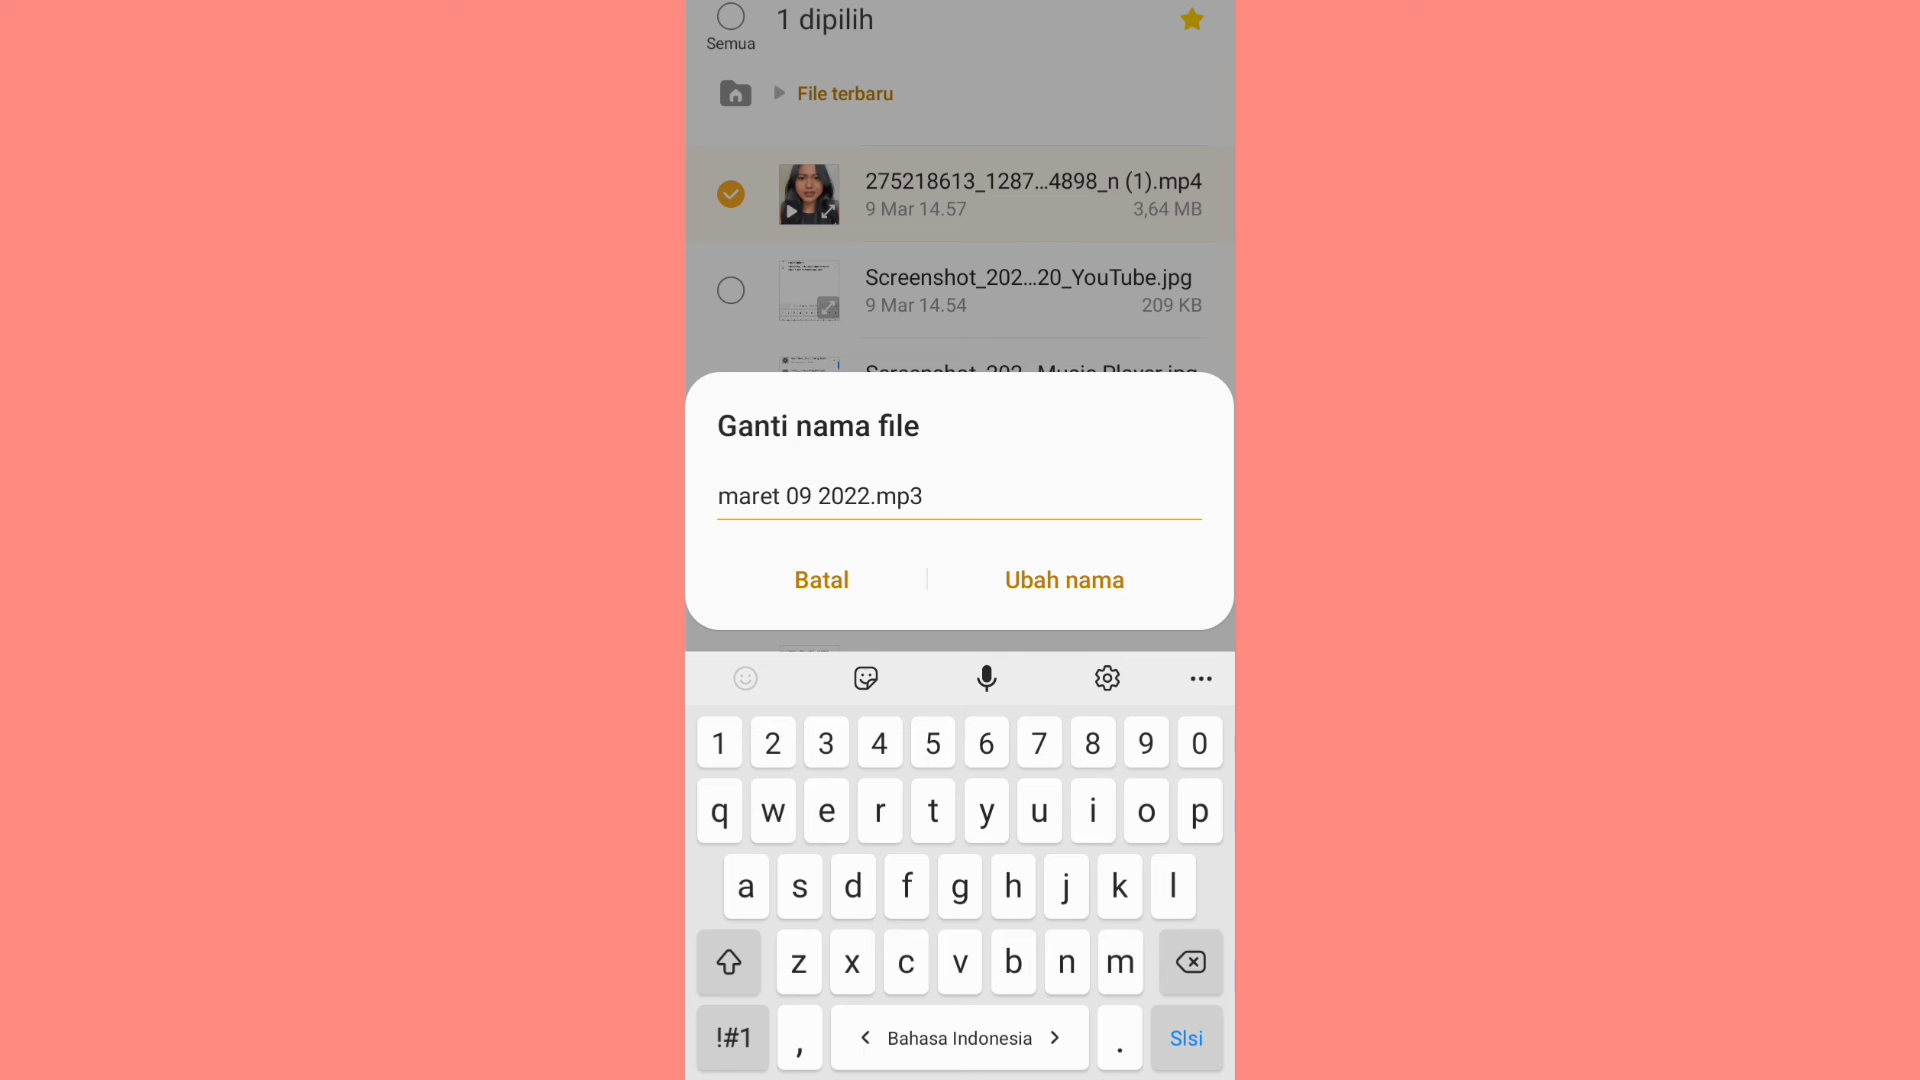 1 dipilih
Semua
File terbaru
275218613_1287...4898_n (1).mp4
9 Mar 14.57 3,64 MB
Screenshot_202...20_YouTube.jpg
9 Mar 14.54 209 KB
Screenshot_202...Music Player.jpg
Ganti nama file
maret 09 2022.mp3
Batal Ubah nama
1 2 3 4 5 6 7 8 9 0
q w e r t y u i o p
a s d f g h j k l
z x c v b n m
!#1 , < Bahasa Indonesia > . Slsi